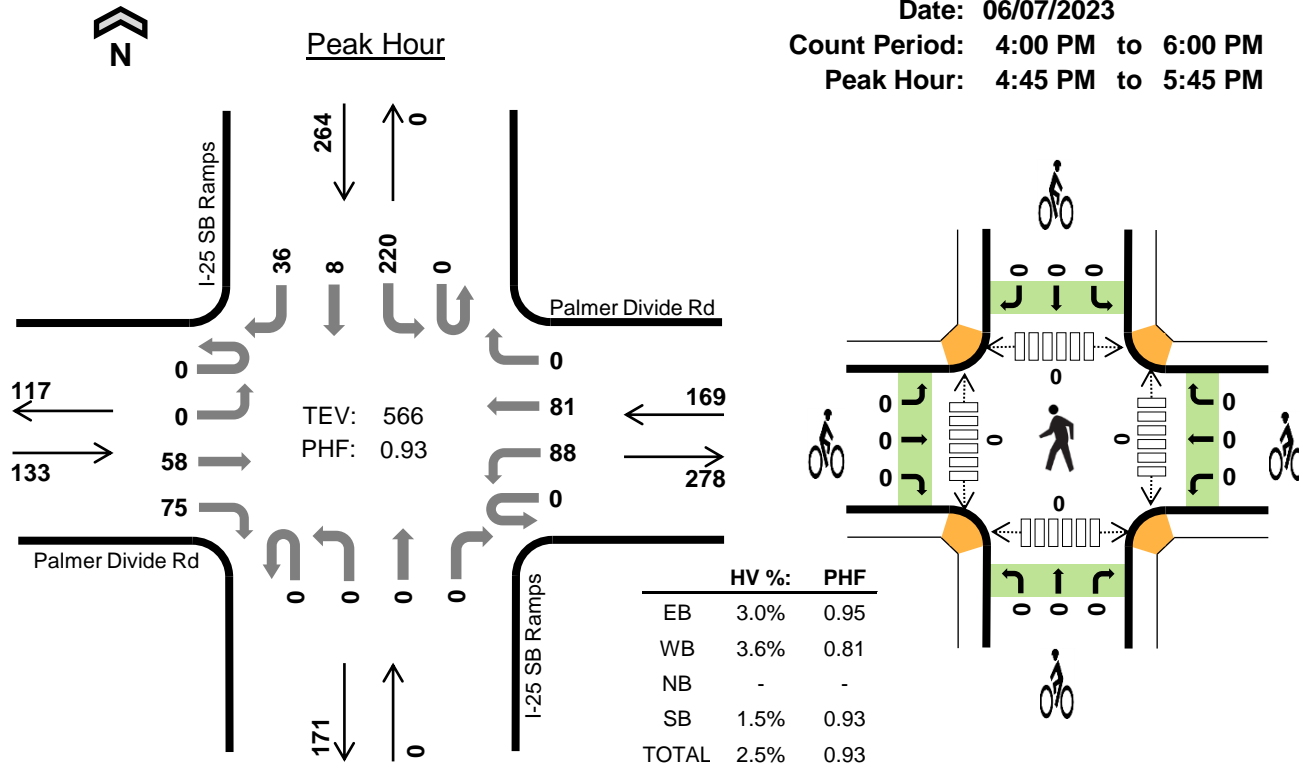 Date: 06/07/2023
Count Period: 4:00 PM to 6:00 PM
Peak Hour: 4:45 PM to 5:45 PM
N
Peak Hour
264
0
I-25 SB Ramps
36
8
220
0
Palmer Divide Rd
0
0
58
75
117
133
TEV: 566
PHF: 0.93
0
81
88
0
169
278
Palmer Divide Rd
0
0
0
0
I-25 SB Ramps
171
0
HV %: PHF
EB 3.0% 0.95
WB 3.6% 0.81
NB - -
SB 1.5% 0.93
TOTAL 2.5% 0.93
0 0 0
0
0
0
0
0
0
0
0
0
0
0
0 0 0